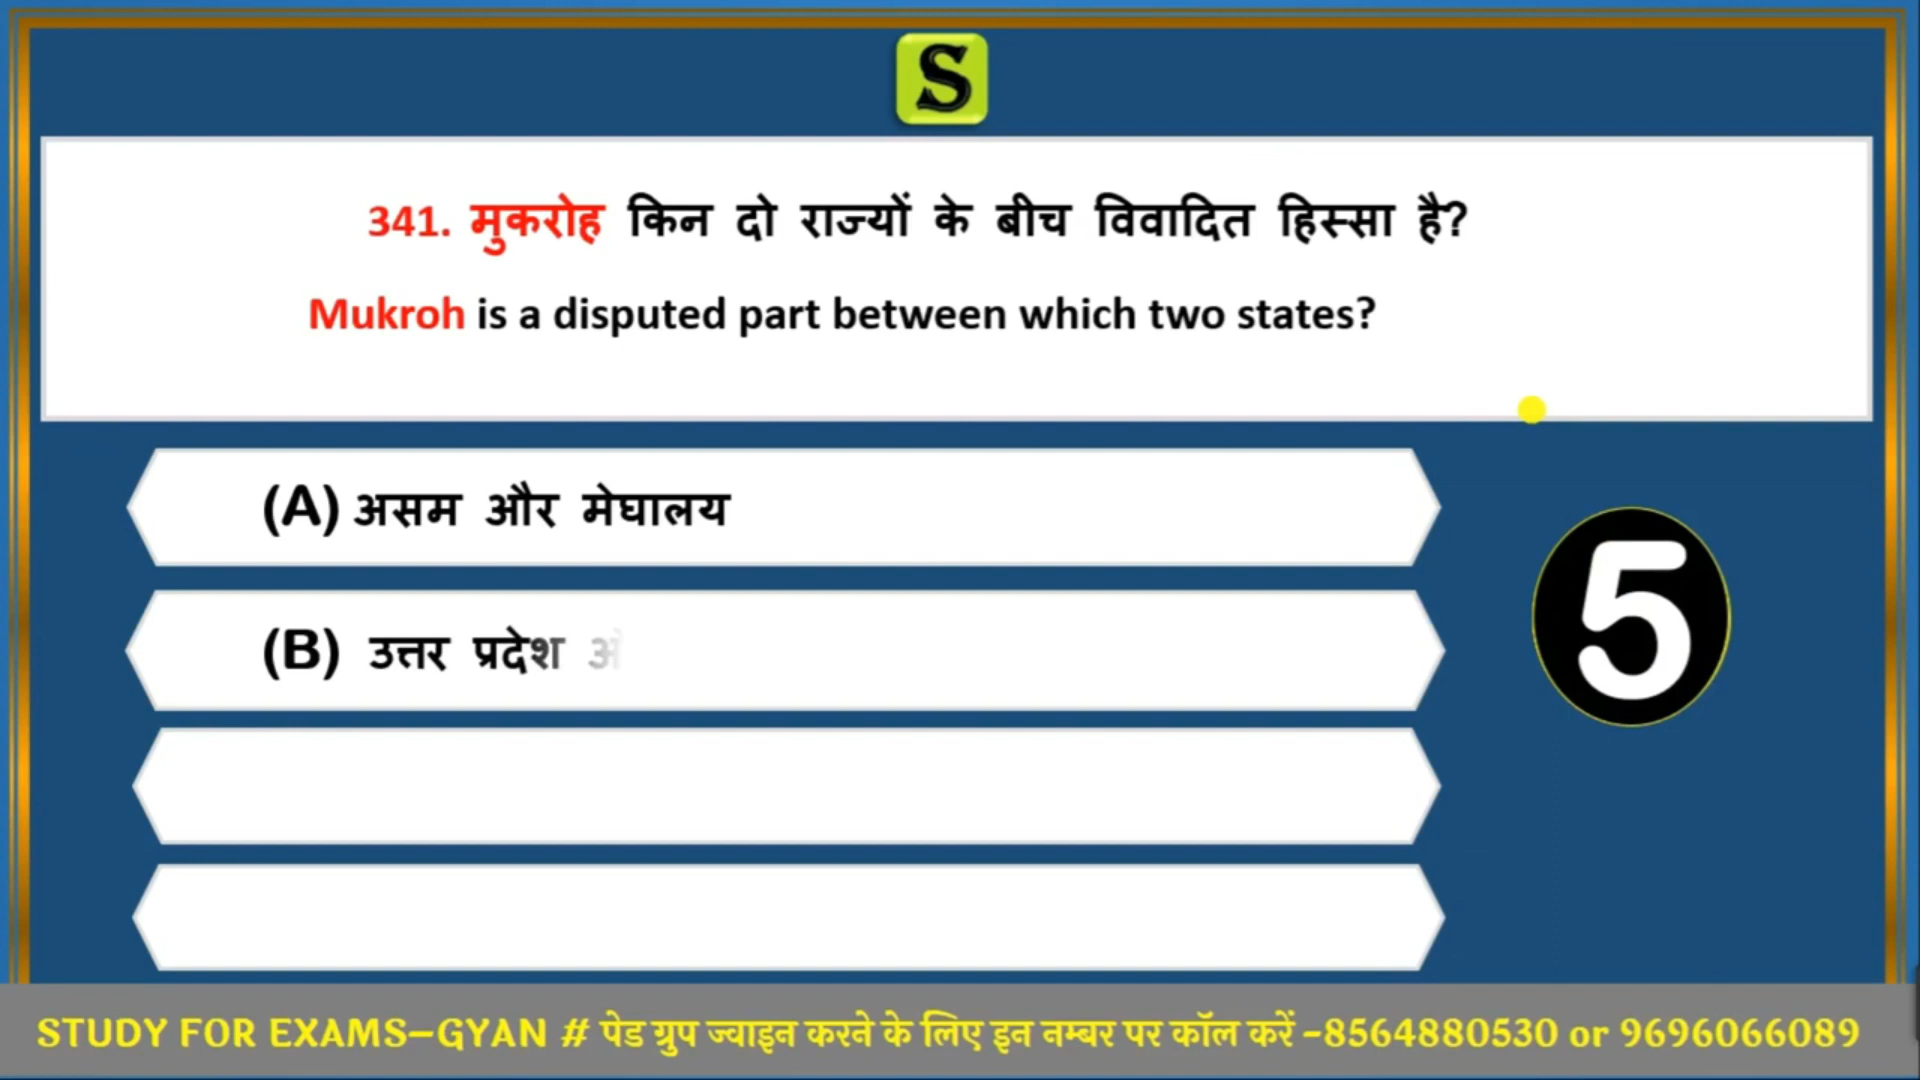 S
341. मुकरोह किन दो राज्यों के बीच विवादित हिस्सा है?
Mukroh is a disputed part between which two states?
(A) असम और मेघालय
(B) उत्तर प्रदेश
5
STUDY FOR EXAMS-GYAN # पेड ग्रुप ज्वाइन करने के लिए इन नम्बर पर कॉल करें -8564880530 or 9696066089